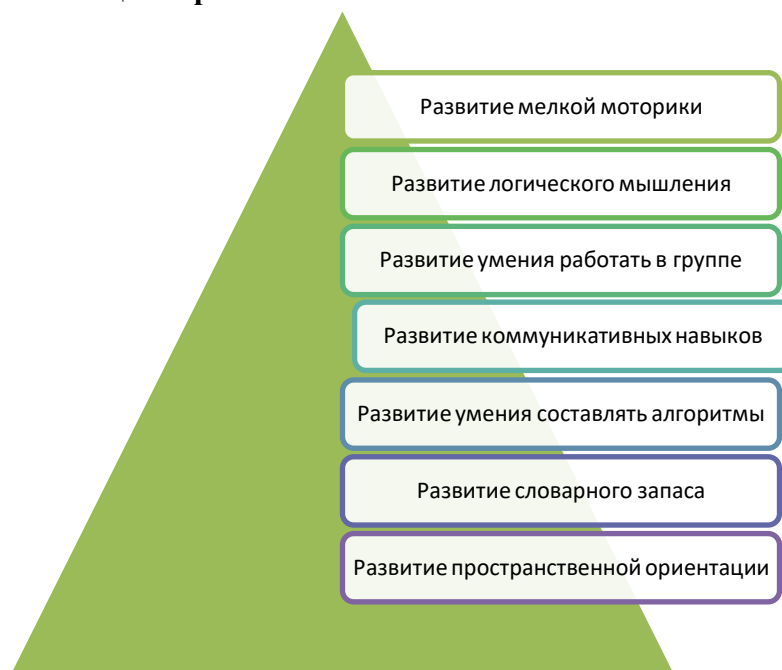 Развитие мелкой моторики
Развитие логического мышления
Развитие умения работать в группе
Развитие коммуникативных навыков
Развитие умения составлять алгоритмы
Развитие словарного запаса
Развитие пространственной ориентации